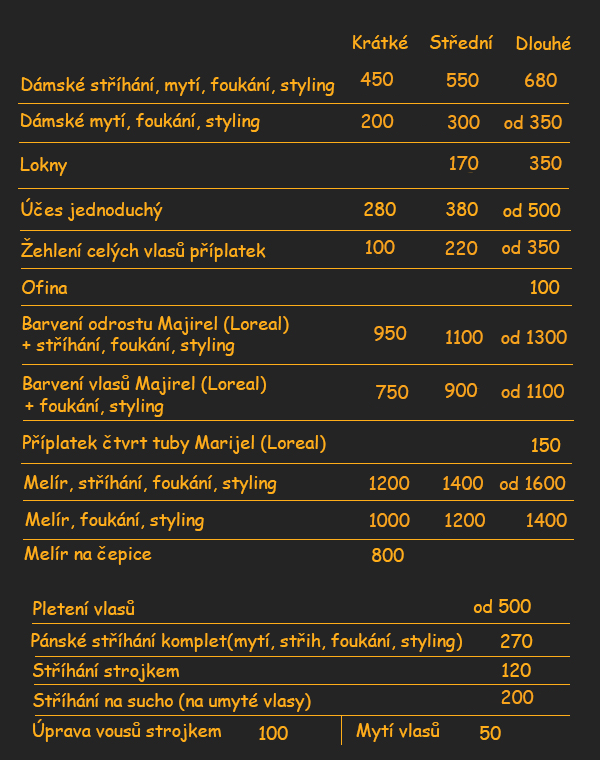 Krátké Střední Dlouhé
Dámské stříhání, mytí, foukání, styling 450 550 680
Dámské mytí, foukání, styling 200 300 od 350
Lokny 170 350
Účes jednoduchý 280 380 od 500
Žehlení celých vlasů příplatek 100 220 od 350
Ofina 100
Barvení odrostu Majirel (Loreal)
+ stříhání, foukání, styling 950 1100 od 1300
Barvení vlasů Majirel (Loreal)
+ foukání, styling 750 900 od 1100
Příplatek čtvrt tuby Marijel (Loreal) 150
Melír, stříhání, foukání, styling 1200 1400 od 1600
Melír, foukání, styling 1000 1200 1400
Melír na čepice 800
Pletení vlasů od 500
Pánské stříhání komplet(mytí, střih, foukání, styling) 270
Stříhání strojkem 120
Stříhání na sucho (na umyté vlasy) 200
Úprava vousů strojkem 100 Mytí vlasů 50